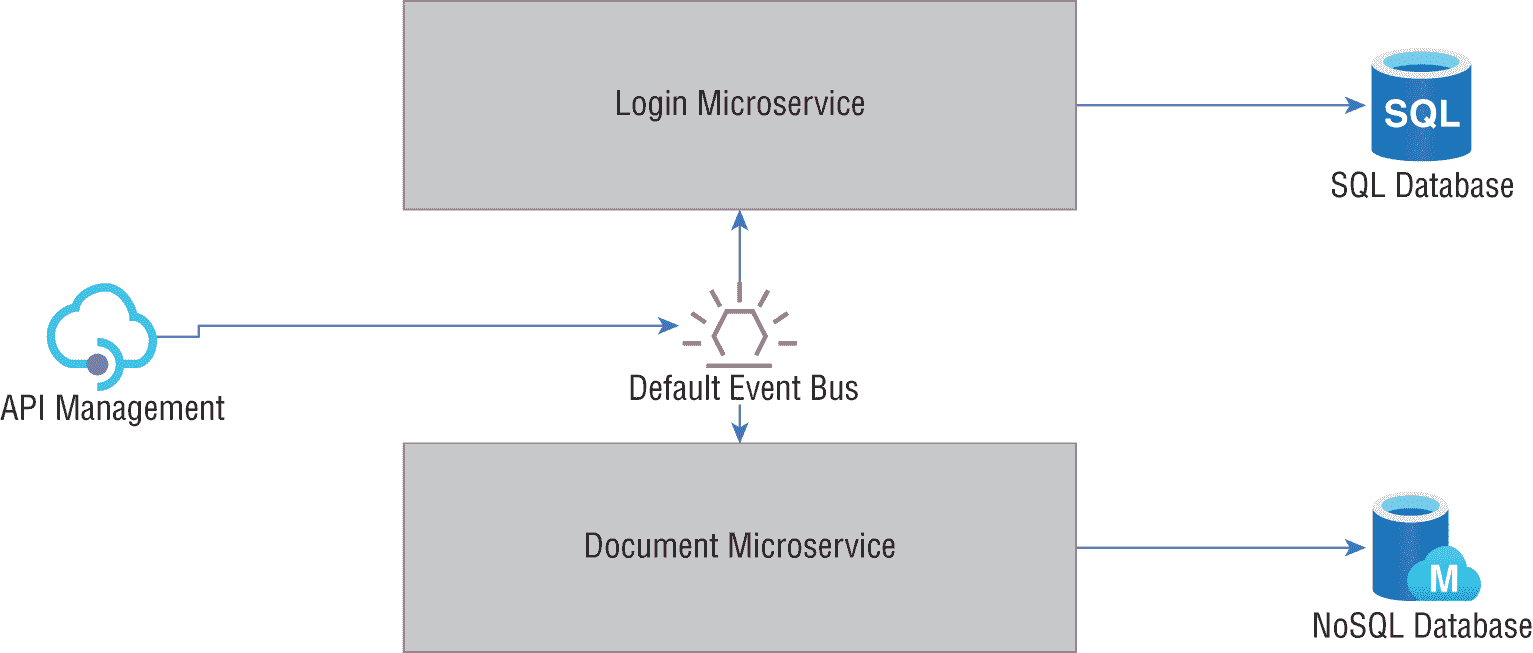 Login Microservice
SQL
SQL Database
API Management
Default Event Bus
Document Microservice
M
NoSQL Database